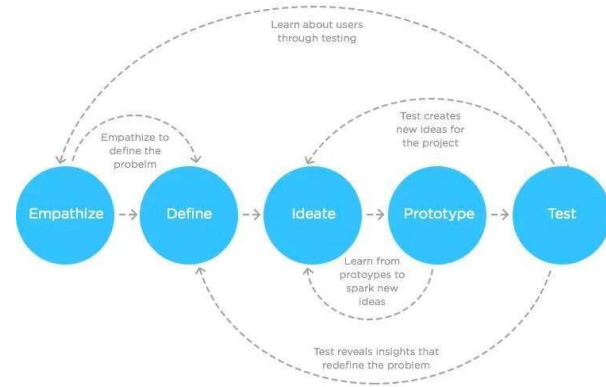 Learn about users
through testing
Test creates
new ideas for
the project
Empathize to
define the
probelm
Empathize
Define
Ideate
Prototype
Test
Learn from
protoypes to
spark new
ideas
Test reveals insights that
redefine the problem